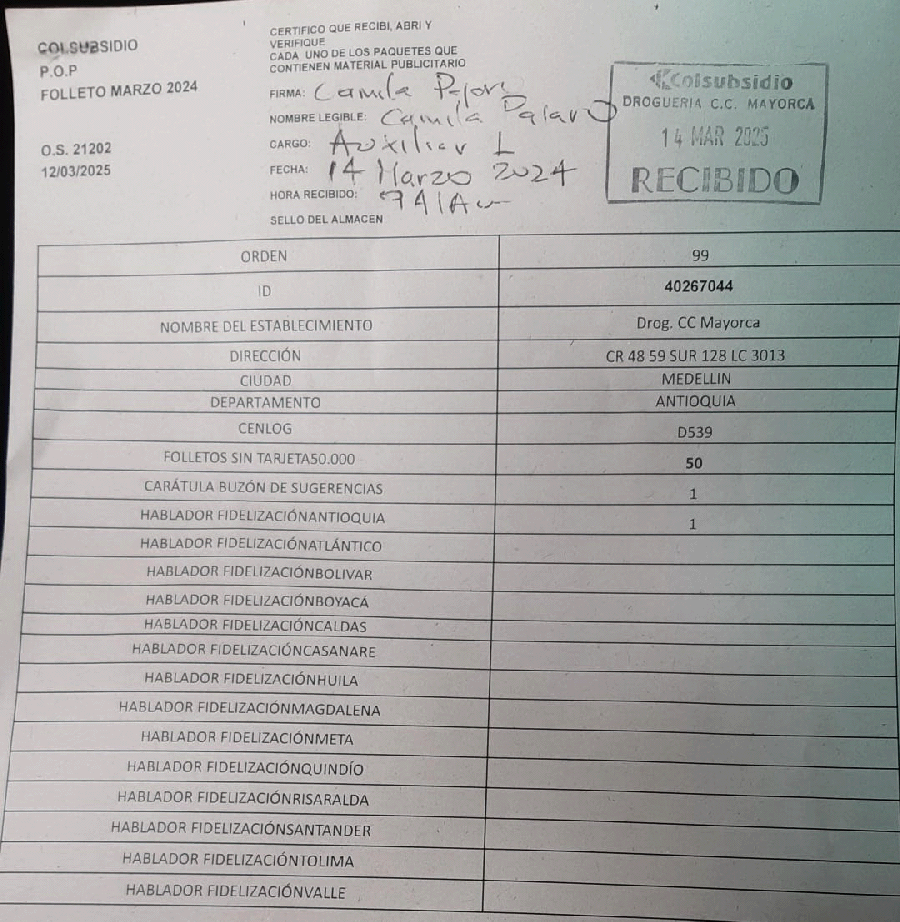 COLSUBSIDIO
P.O.P
FOLLETO MARZO 2024
O.S. 21202
12/03/2025
CERTIFICO QUE RECIBI, ABRI Y
VERIFIQUE
CADA UNO DE LOS PAQUETES QUE
CONTIENEN MATERIAL PUBLICITARIO
FIRMA: Camila
NOMBRE LEGIBLE: Camila
CARGO: Auxiliar 1
FECHA: 14 Marzo 2024
HORA RECIBIDO:
SELLO DEL ALMACEN
Colsubsidio
DROGUERIA C.C. MAYORCA
14 MAR 2025
RECIBIDO
ORDEN 99
ID 40267044
NOMBRE DEL ESTABLECIMIENTO Drog. CC Mayorca
DIRECCIÓN CR 48 59 SUR 128 LC 3013
CIUDAD MEDELLIN
DEPARTAMENTO ANTIOQUIA
CENLOG D539
FOLLETOS SIN TARJETA50.000 50
CARÁTULA BUZÓN DE SUGERENCIAS 1
HABLADOR FIDELIZACIÓNANTIOQUIA 1
HABLADOR FIDELIZACIÓNATLÁNTICO
HABLADOR FIDELIZACIÓNBOLIVAR
HABLADOR FIDELIZACIÓNBOYACÁ
HABLADOR FIDELIZACIÓNCALDAS
HABLADOR FIDELIZACIÓNCASANARE
HABLADOR FIDELIZACIÓNHUILA
HABLADOR FIDELIZACIÓNMAGDALENA
HABLADOR FIDELIZACIÓNMETA
HABLADOR FIDELIZACIÓNQUINDÍO
HABLADOR FIDELIZACIÓNRISARALDA
HABLADOR FIDELIZACIÓNSANTANDER
HABLADOR FIDELIZACIÓNTOLIMA
HABLADOR FIDELIZACIÓNVALLE